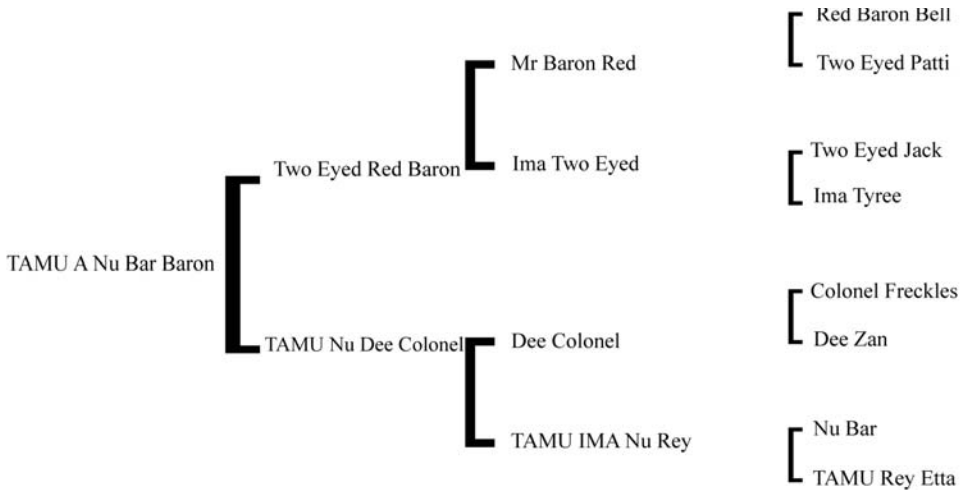 Red Baron Bell
Mr Baron Red
Two Eyed Patti
Two Eyed Jack
Two Eyed Red Baron
Ima Two Eyed
Ima Tyree
TAMU A Nu Bar Baron
Colonel Freckles
TAMU Nu Dee Colonel
Dee Colonel
Dee Zan
Nu Bar
TAMU IMA Nu Rey
TAMU Rey Etta